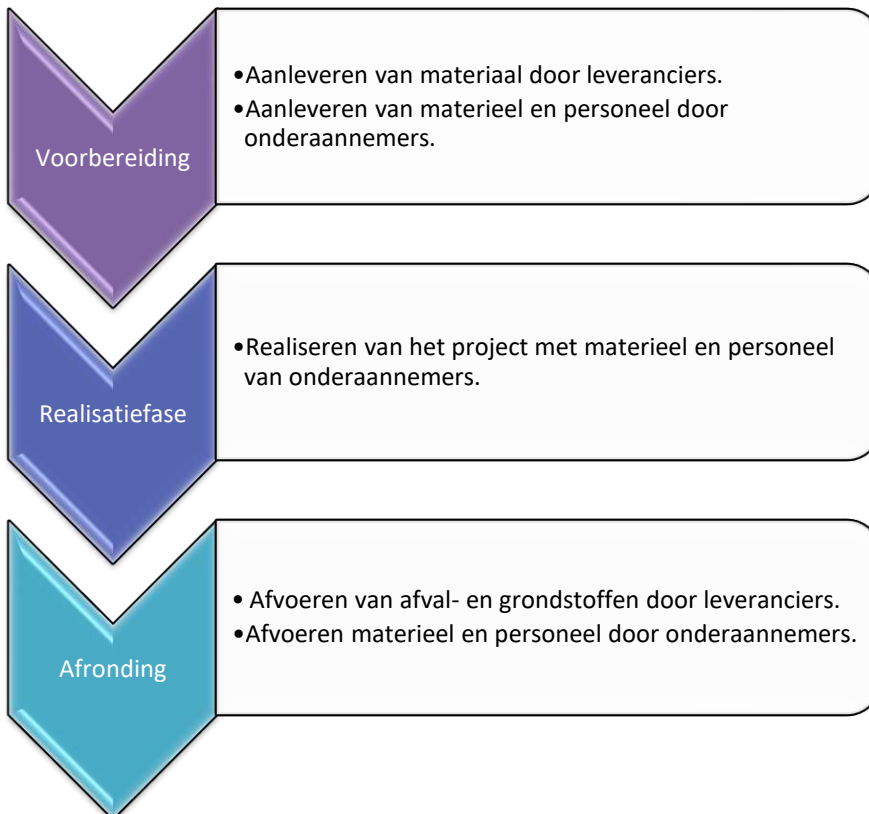 Voorbereiding
•Aanleveren van materiaal door leveranciers.
•Aanleveren van materieel en personeel door
onderaannemers.
Realisatiefase
•Realiseren van het project met materieel en personeel
van onderaannemers.
Afronding
• Afvoeren van afval- en grondstoffen door leveranciers.
•Afvoeren materieel en personeel door onderaannemers.